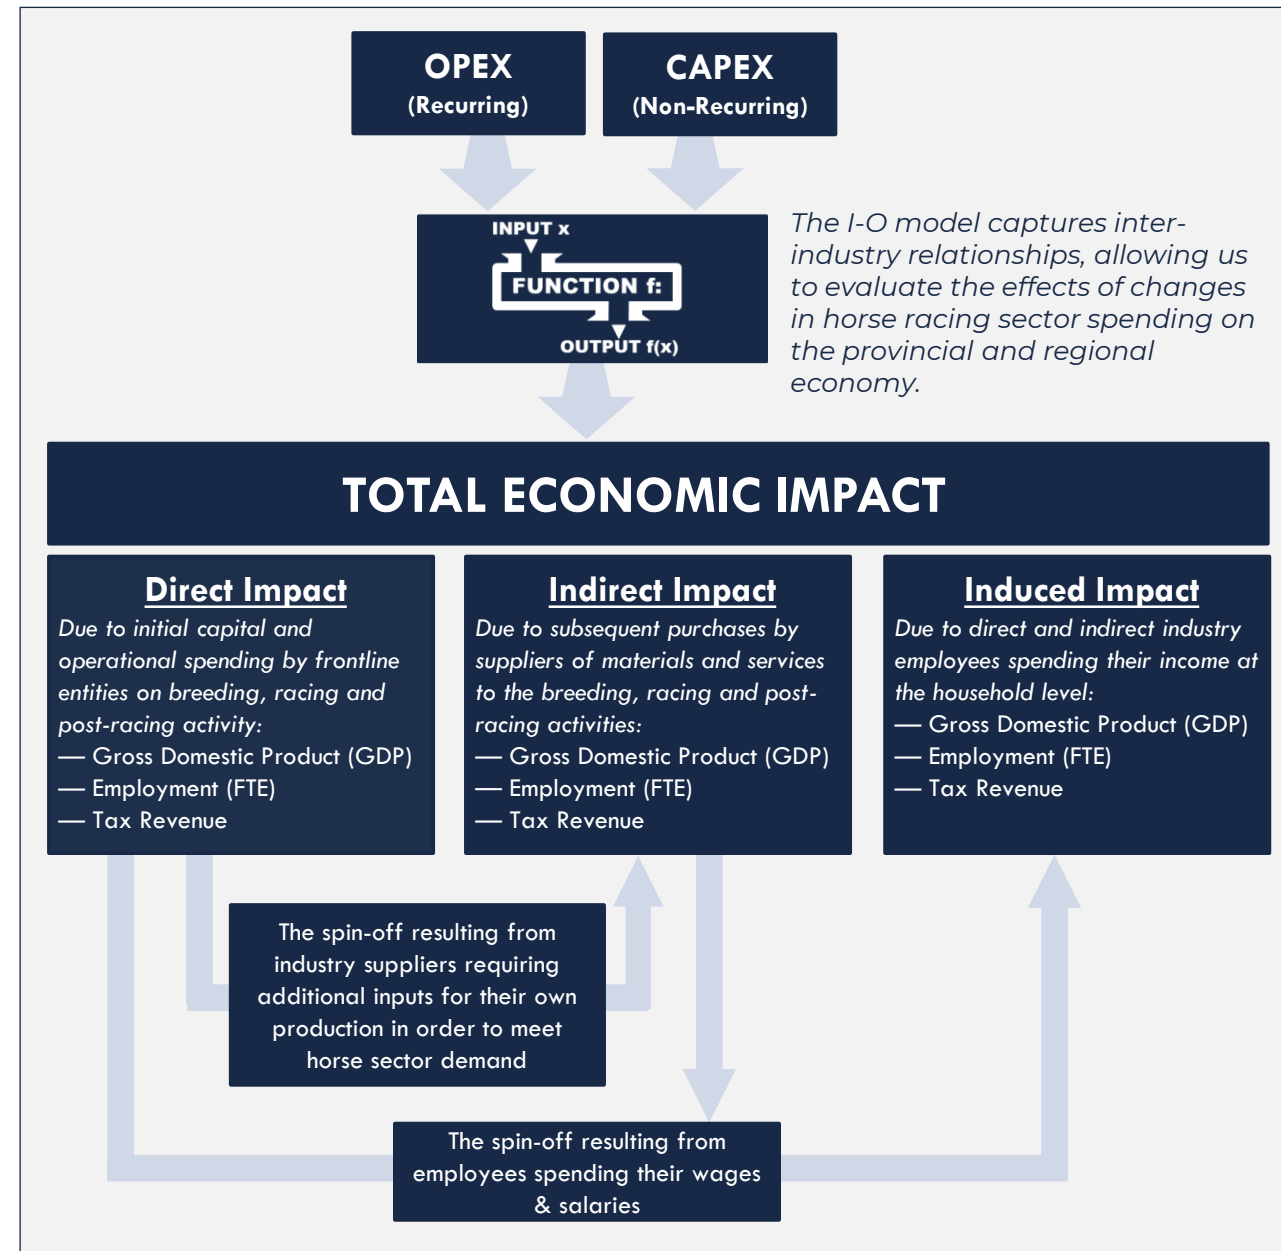 OPEX
(Recurring)
CAPEX
(Non-Recurring)
INPUT x
FUNCTION f:
OUTPUT f(x)
The I-O model captures inter-
industry relationships, allowing us
to evaluate the effects of changes
in horse racing sector spending on
the provincial and regional
economy.
TOTAL ECONOMIC IMPACT
Direct Impact
Due to initial capital and
operational spending by frontline
entities on breeding, racing and
post-racing activity:
— Gross Domestic Product (GDP)
— Employment (FTE)
— Tax Revenue
Indirect Impact
Due to subsequent purchases by
suppliers of materials and services
to the breeding, racing and post-
racing activities:
— Gross Domestic Product (GDP)
— Employment (FTE)
— Tax Revenue
Induced Impact
Due to direct and indirect industry
employees spending their income at
the household level:
— Gross Domestic Product (GDP)
— Employment (FTE)
— Tax Revenue
The spin-off resulting from
industry suppliers requiring
additional inputs for their own
production in order to meet
horse sector demand
The spin-off resulting from
employees spending their wages
& salaries